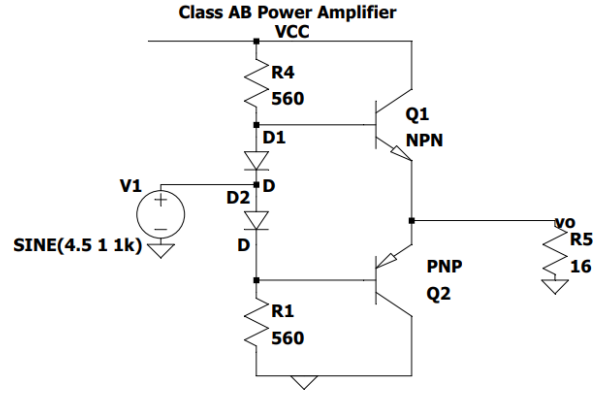 Class AB Power Amplifier
VCC
R4
560
Q1
NPN
D1
V1
D2
D
SINE(4.5 1 1k)
D
vo
R5
16
PNP
Q2
R1
560